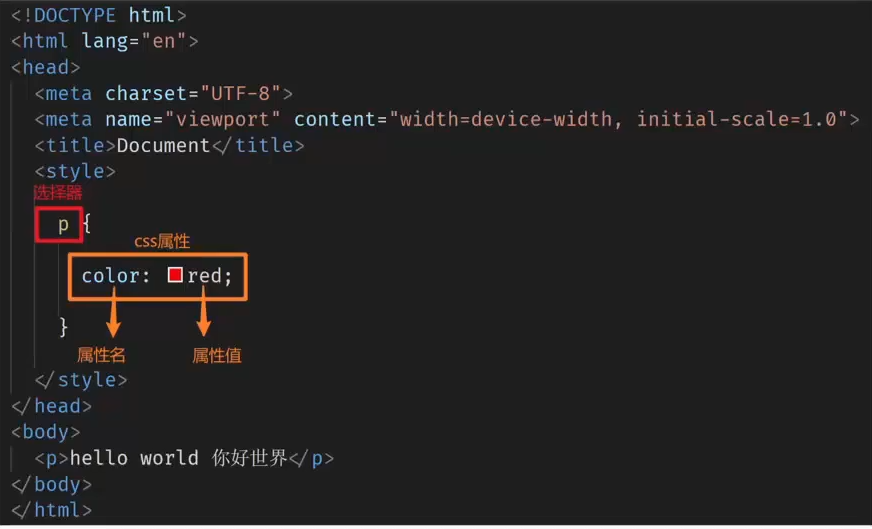 <!DOCTYPE html>
<html lang="en">
<head>
<meta charset="UTF-8">
<meta name="viewport" content="width=device-width, initial-scale=1.0">
<title>Document</title>
<style>
选择器
p {
css属性
color: red;
}
属性名 属性值
</style>
</head>
<body>
<p>hello world 你好世界</p>
</body>
</html>